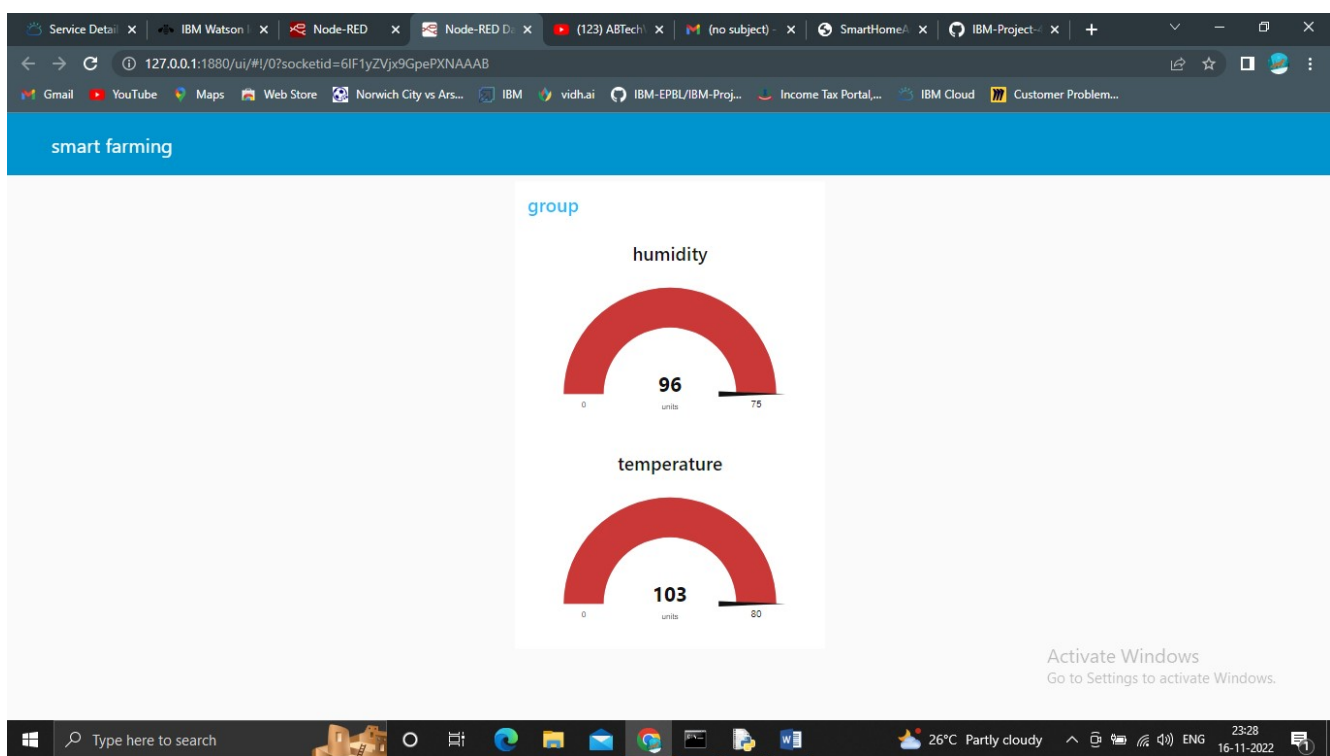 Service Detail IBM Watson I Node-RED Node-RED Da (123) ABTech (no subject) - SmartHomeA IBM-Project-4
127.0.0.1:1880/ui/#!/0?socketid=6IF1yZVjx9GpePXNAAAB
Gmail YouTube Maps Web Store Norwich City vs Ars... IBM vidh.ai IBM-EPBL/IBM-Proj... Income Tax Portal,... IBM Cloud Customer Problem...
smart farming
group
humidity
96
units
0 75
temperature
103
units
0 80
Activate Windows
Go to Settings to activate Windows.
Type here to search
26°C Partly cloudy ENG 23:28
16-11-2022
1